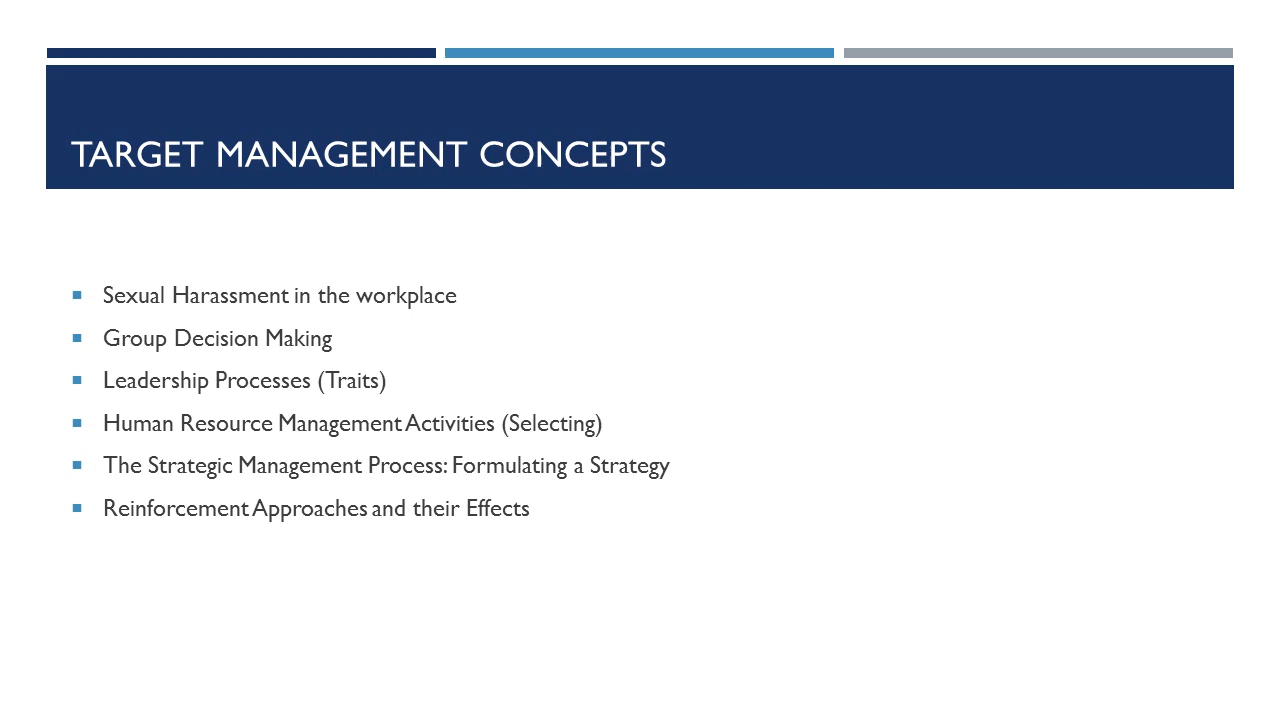 TARGET MANAGEMENT CONCEPTS
Sexual Harassment in the workplace
Group Decision Making
Leadership Processes (Traits)
Human Resource Management Activities (Selecting)
The Strategic Management Process: Formulating a Strategy
Reinforcement Approaches and their Effects